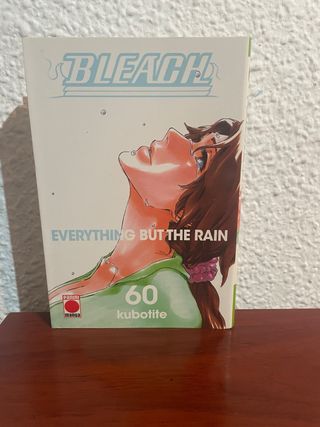 BLEACH
EVERYTHING BUT THE RAIN
60
kubotite
PANINI
manga